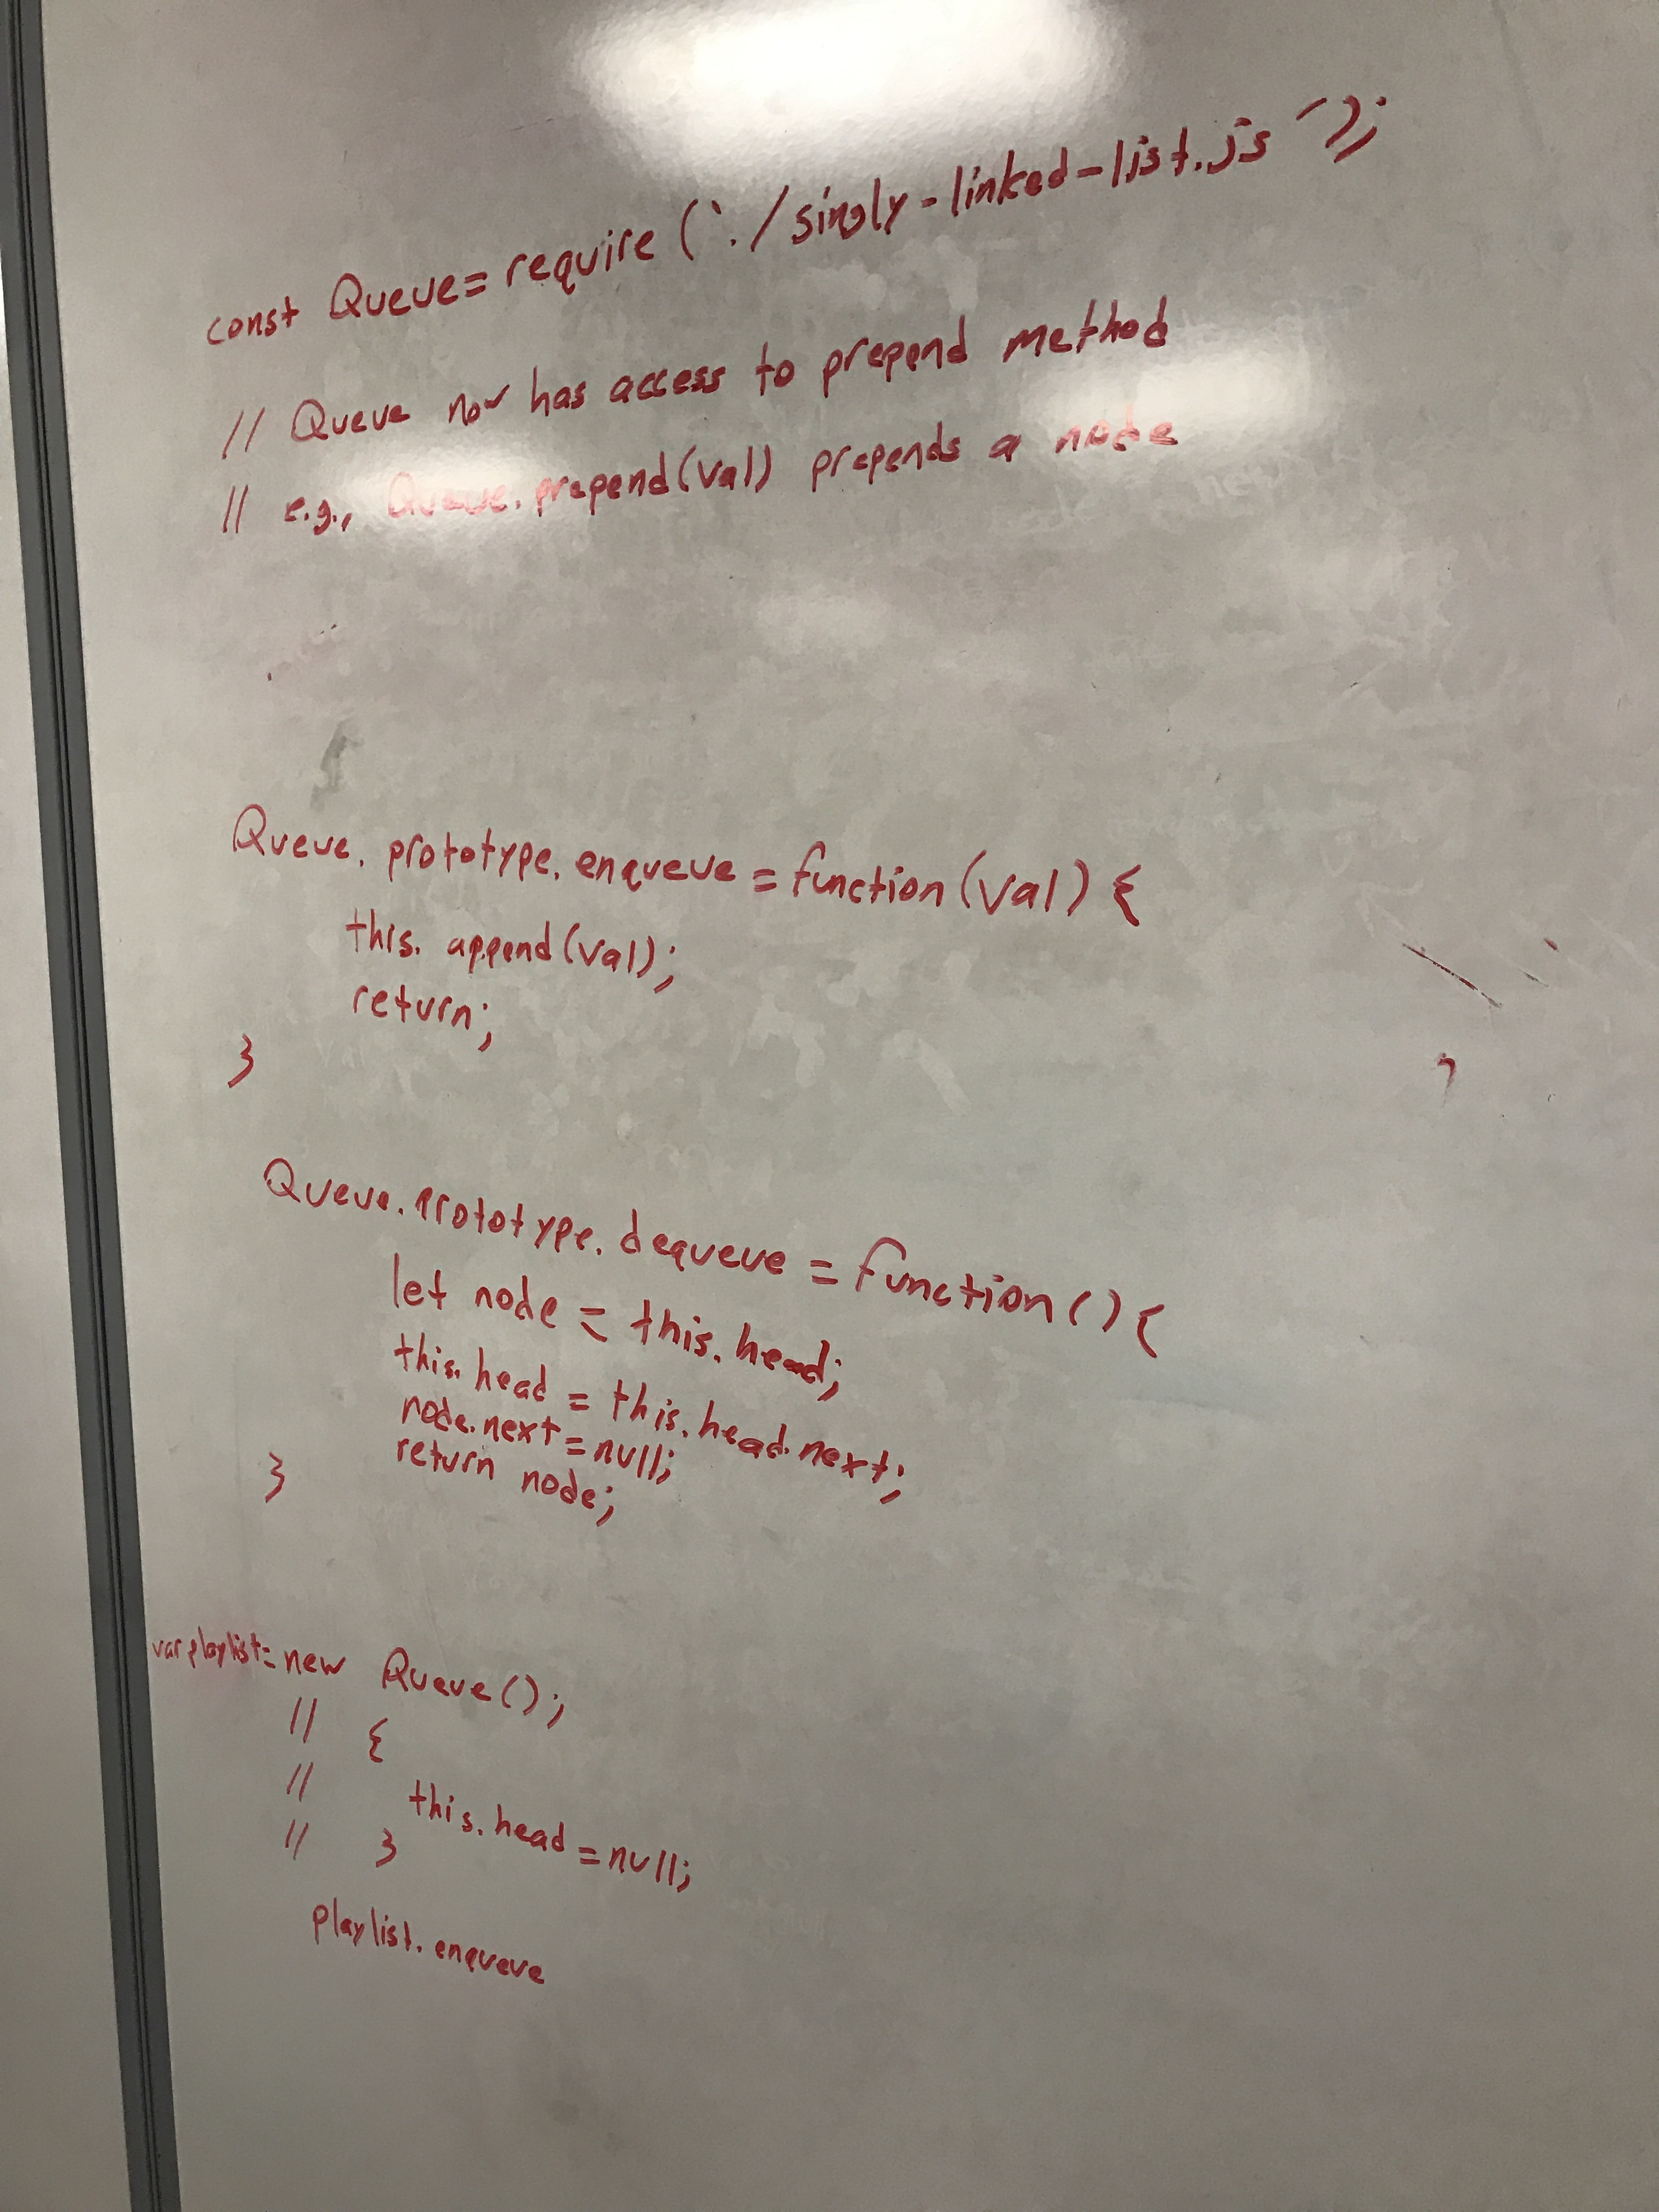 const Queue= require ('./singly-linked-list.js');
// Queue now has access to prepend method
// e.g., Queue.prepend(val) prepends a node
Queue.prototype.enqueue = function(val) {
this.append(val);
return;
}
Queue.prototype.dequeue = function() {
let node = this.head;
this.head = this.head.next;
node.next = null;
return node;
}
var playlist = new Queue();
// {
// this.head = null;
// }
playlist.enqueue